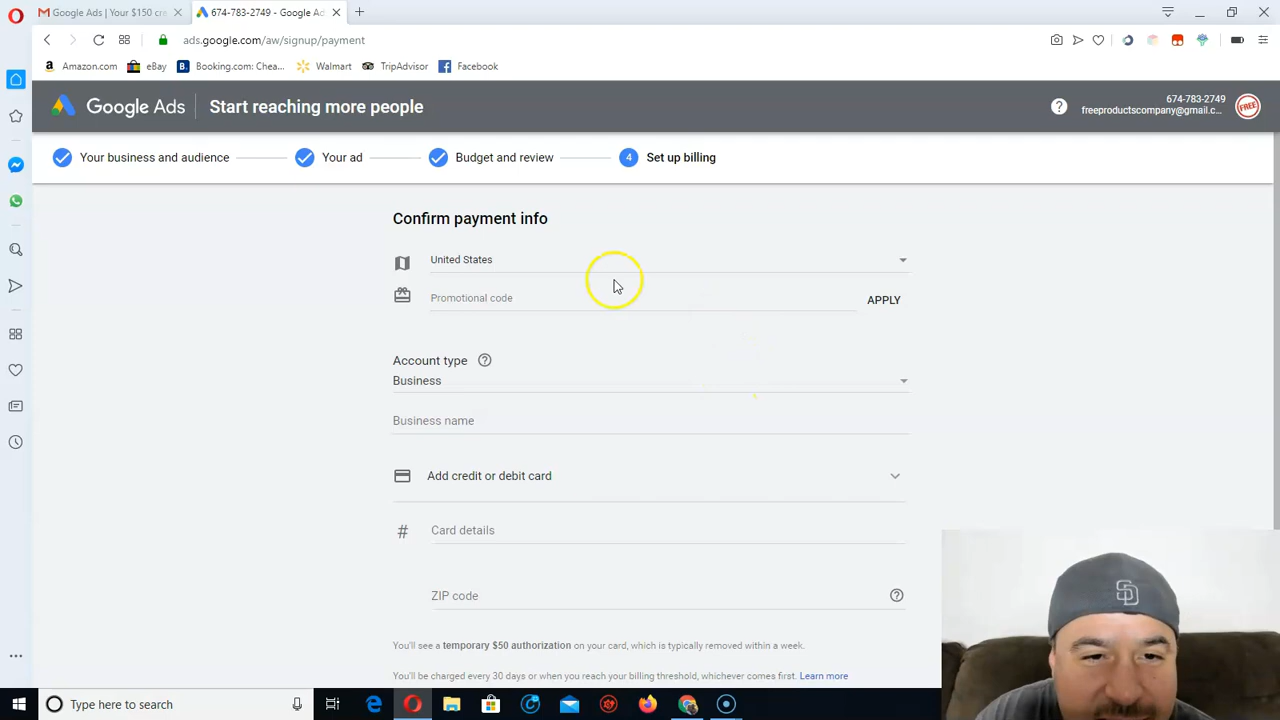 Google Ads | Your $150 cre
674-783-2749 - Google Ads
ads.google.com/aw/signup/payment
Amazon.com
eBay
Booking.com: Chea...
Walmart
TripAdvisor
Facebook
Google Ads
Start reaching more people
674-783-2749
freeproductscompany@gmail.c...
FREE
Your business and audience
Your ad
Budget and review
4
Set up billing
Confirm payment info
United States
Promotional code
APPLY
Account type
Business
Business name
Add credit or debit card
# Card details
ZIP code
You'll see a temporary $50 authorization on your card, which is typically removed within a week.
You'll be charged every 30 days or when you reach your billing threshold, whichever comes first. Learn more
SD
Type here to search